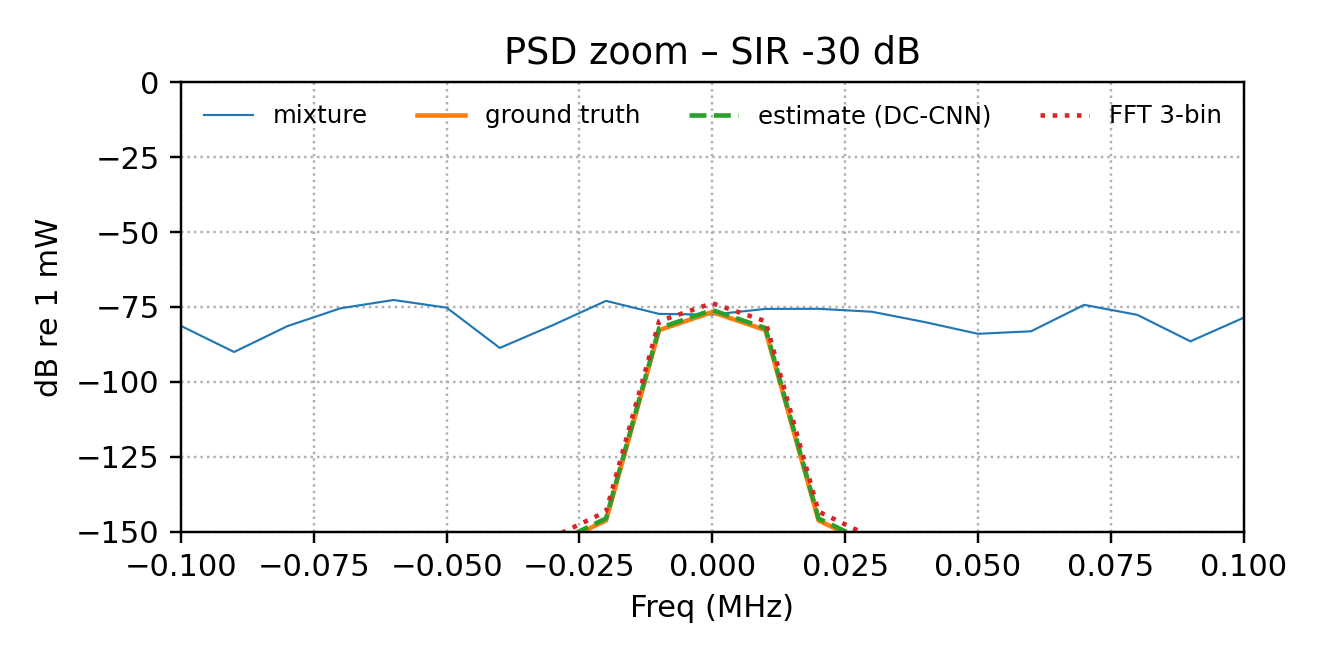 PSD zoom – SIR -30 dB
mixture ground truth estimate (DC-CNN) FFT 3-bin
0
−25
−50
−75
−100
−125
−150
dB re 1 mW
−0.100 −0.075 −0.050 −0.025 0.000 0.025 0.050 0.075 0.100
Freq (MHz)